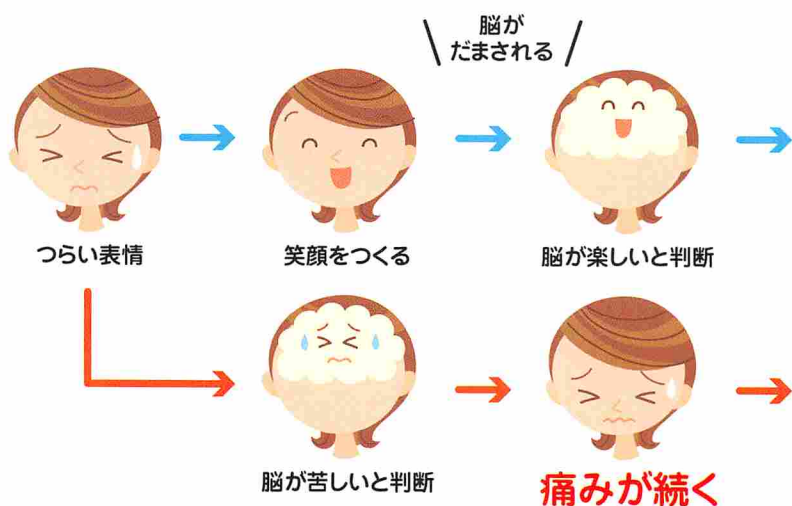 脳が
だまされる
つらい表情
笑顔をつくる
脳が楽しいと判断
脳が苦しいと判断
痛みが続く